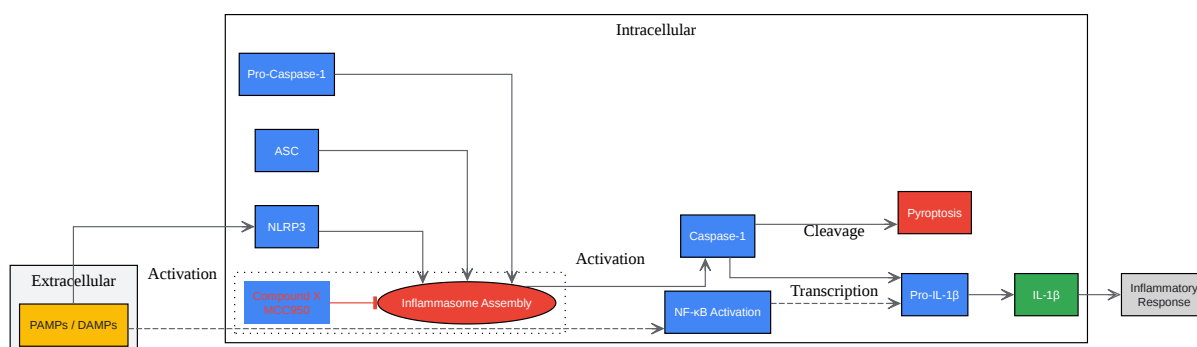 Intracellular
Pro-Caspase-1
ASC
NLRP3
Pyroptosis
Caspase-1
Cleavage
Extracellular
Activation
Activation
Compound X
MCC950
Inflammasome Assembly
Transcription
Pro-IL-1β
IL-1β
Inflammatory
Response
PAMPs / DAMPs
NF-κB Activation